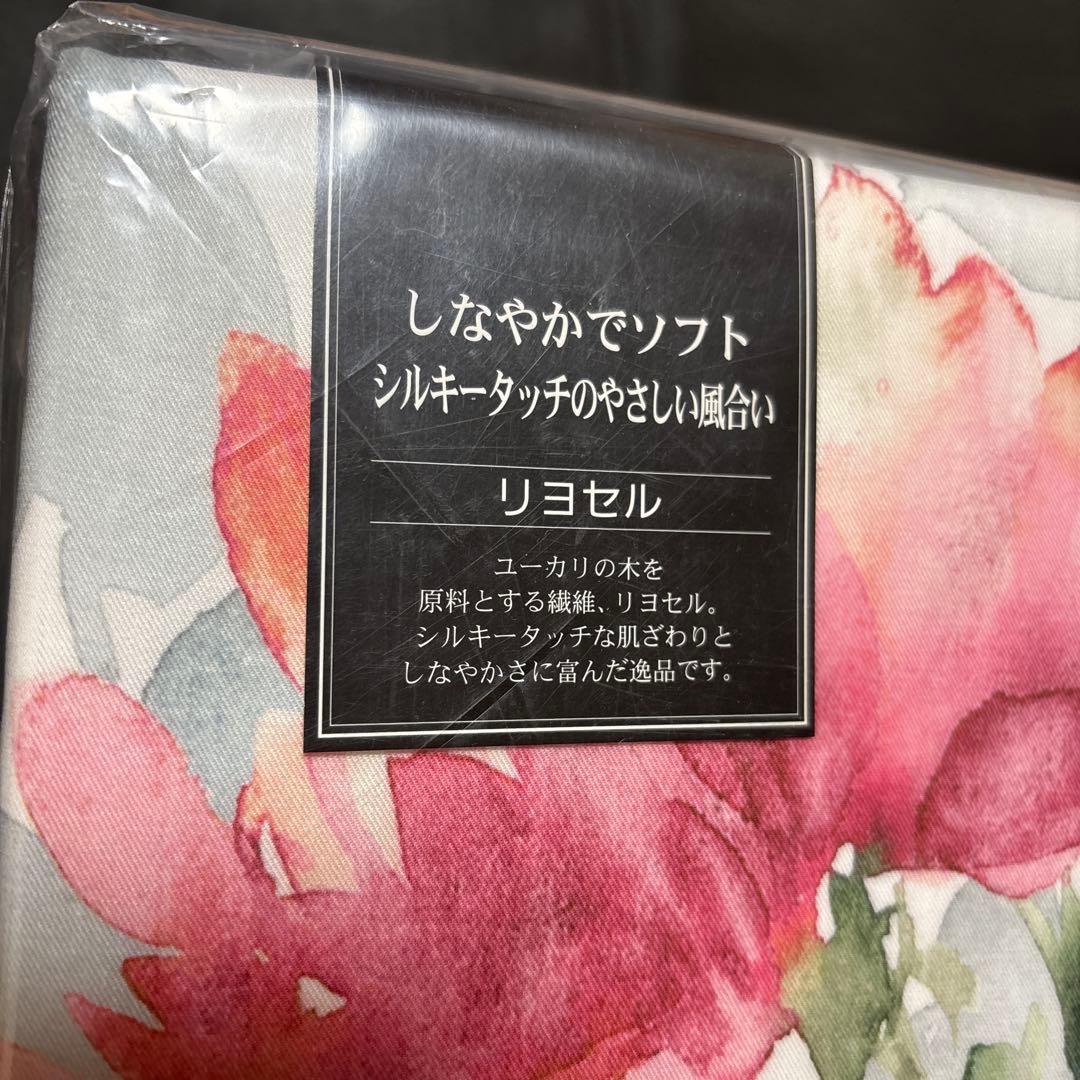 しなやかでソフト
シルキータッチのやさしい風合い
リヨセル
ユーカリの木を
原料とする繊維、リヨセル。
シルキータッチな肌ざわりと
しなやかさに富んだ逸品です。